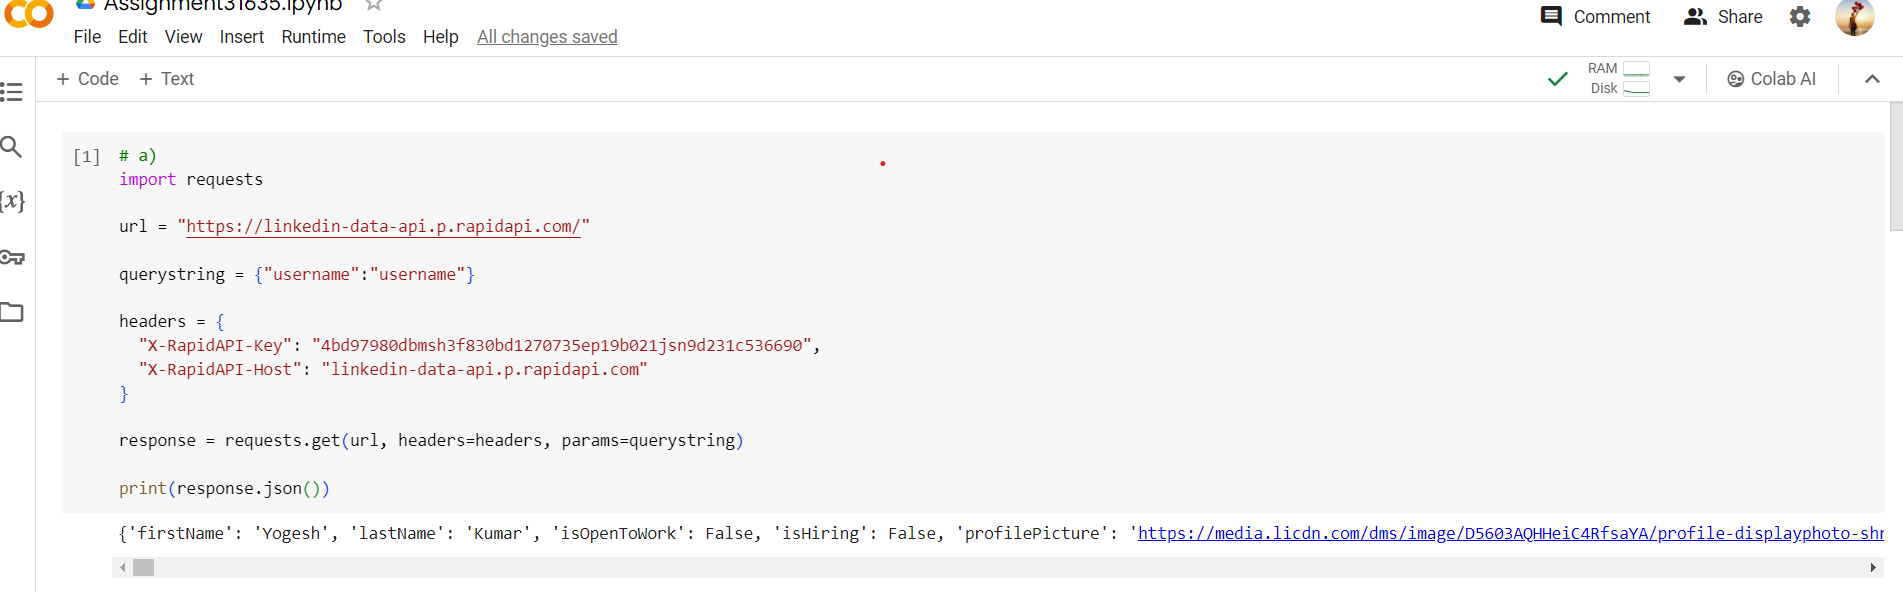 Assignment31635.ipynb
File Edit View Insert Runtime Tools Help All changes saved
Comment Share
+ Code + Text
RAM
Disk
Colab AI
{x}
[1] # a)
import requests
url = "https://linkedin-data-api.p.rapidapi.com/"
querystring = {"username":"username"}
headers = {
"X-RapidAPI-Key": "4bd97980dbmsh3f830bd1270735ep19b021jsn9d231c536690",
"X-RapidAPI-Host": "linkedin-data-api.p.rapidapi.com"
}
response = requests.get(url, headers=headers, params=querystring)
print(response.json())
{'firstName': 'Yogesh', 'lastName': 'Kumar', 'isOpenToWork': False, 'isHiring': False, 'profilePicture': 'https://media.licdn.com/dms/image/D5603AQHHeiC4RfsaYA/profile-displayphoto-shr